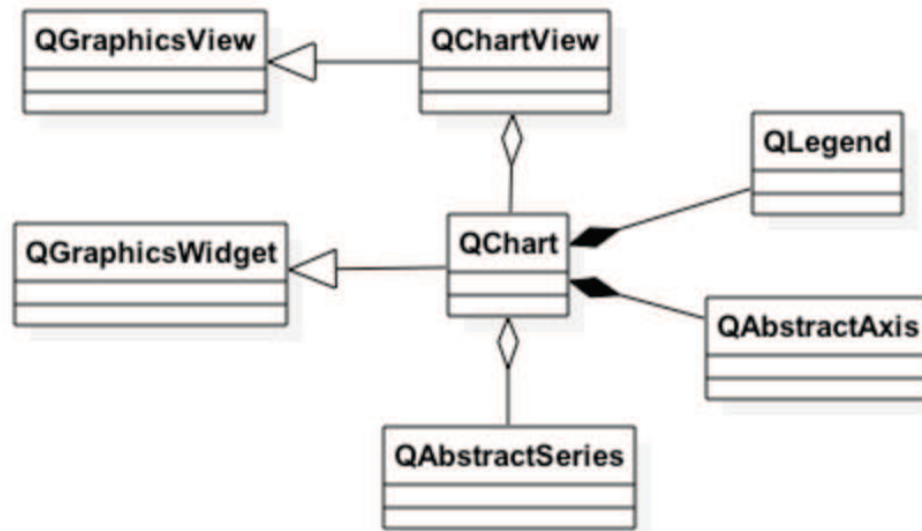 QGraphicsView
QChartView
QLegend
QGraphicsWidget
QChart
QAbstractAxis
QAbstractSeries